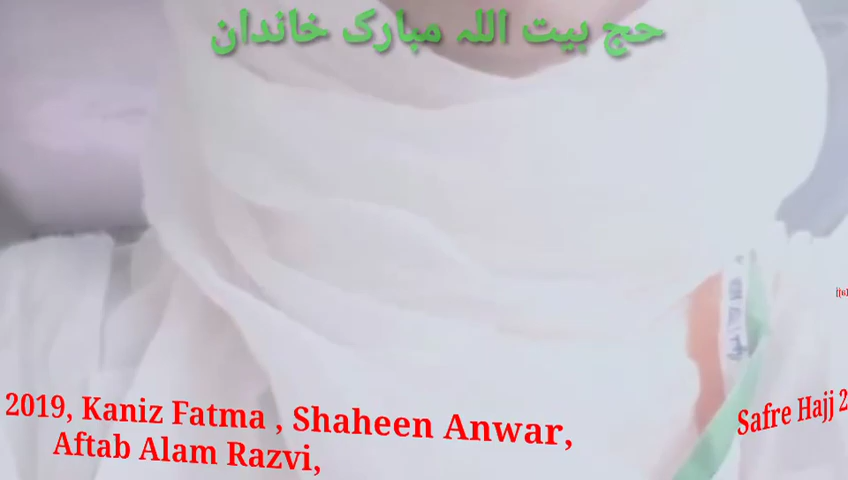 حج بیت اللہ مبارک خاندان
2019, Kaniz Fatma , Shaheen Anwar,
Aftab Alam Razvi,
Safre Hajj 2